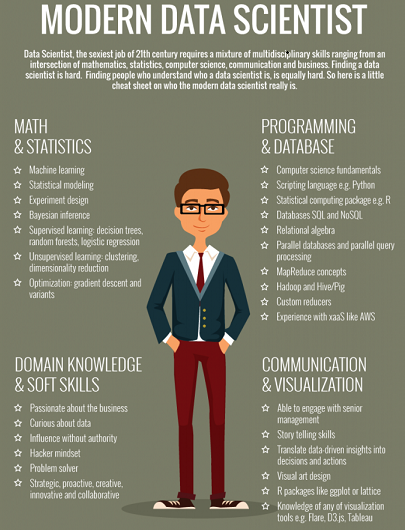 MODERN DATA SCIENTIST
Data Scientist, the sexiest job of 21th century requires a mixture of multidisciplinary skills ranging from an
intersection of mathematics, statistics, computer science, communication and business. Finding a data
scientist is hard. Finding people who understand who a data scientist is, is equally hard. So here is a little
cheat sheet on who the modern data scientist really is.
MATH
& STATISTICS
Machine learning
Statistical modeling
Experiment design
Bayesian inference
Supervised learning: decision trees,
random forests, logistic regression
Unsupervised learning: clustering,
dimensionality reduction
Optimization: gradient descent and
variants
PROGRAMMING
& DATABASE
Computer science fundamentals
Scripting language e.g. Python
Statistical computing package e.g. R
Databases SQL and NoSQL
Relational algebra
Parallel databases and parallel query
processing
MapReduce concepts
Hadoop and Hive/Pig
Custom reducers
Experience with xaaS like AWS
DOMAIN KNOWLEDGE
& SOFT SKILLS
Passionate about the business
Curious about data
Influence without authority
Hacker mindset
Problem solver
Strategic, proactive, creative,
innovative and collaborative
COMMUNICATION
& VISUALIZATION
Able to engage with senior
management
Story telling skills
Translate data-driven insights into
decisions and actions
Visual art design
R packages like ggplot or lattice
Knowledge of any of visualization
tools e.g. Flare, D3.js, Tableau